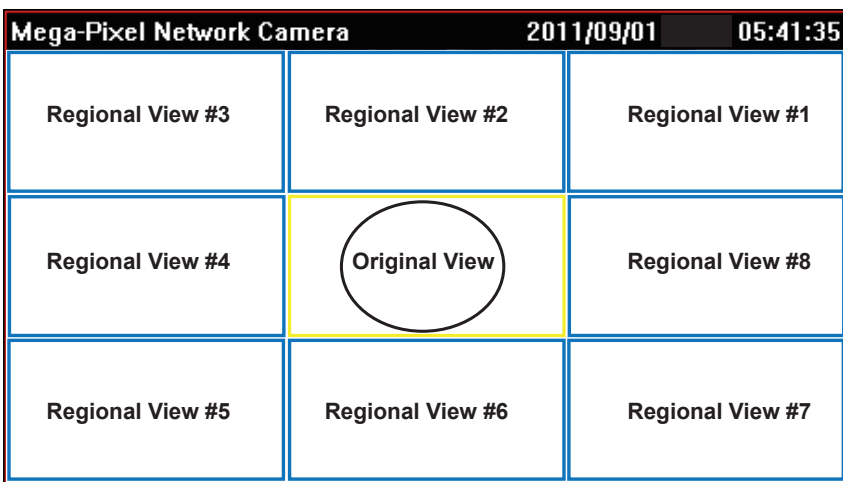 Mega-Pixel Network Camera 2011/09/01 05:41:35
Regional View #3 Regional View #2 Regional View #1
Regional View #4 Original View Regional View #8
Regional View #5 Regional View #6 Regional View #7